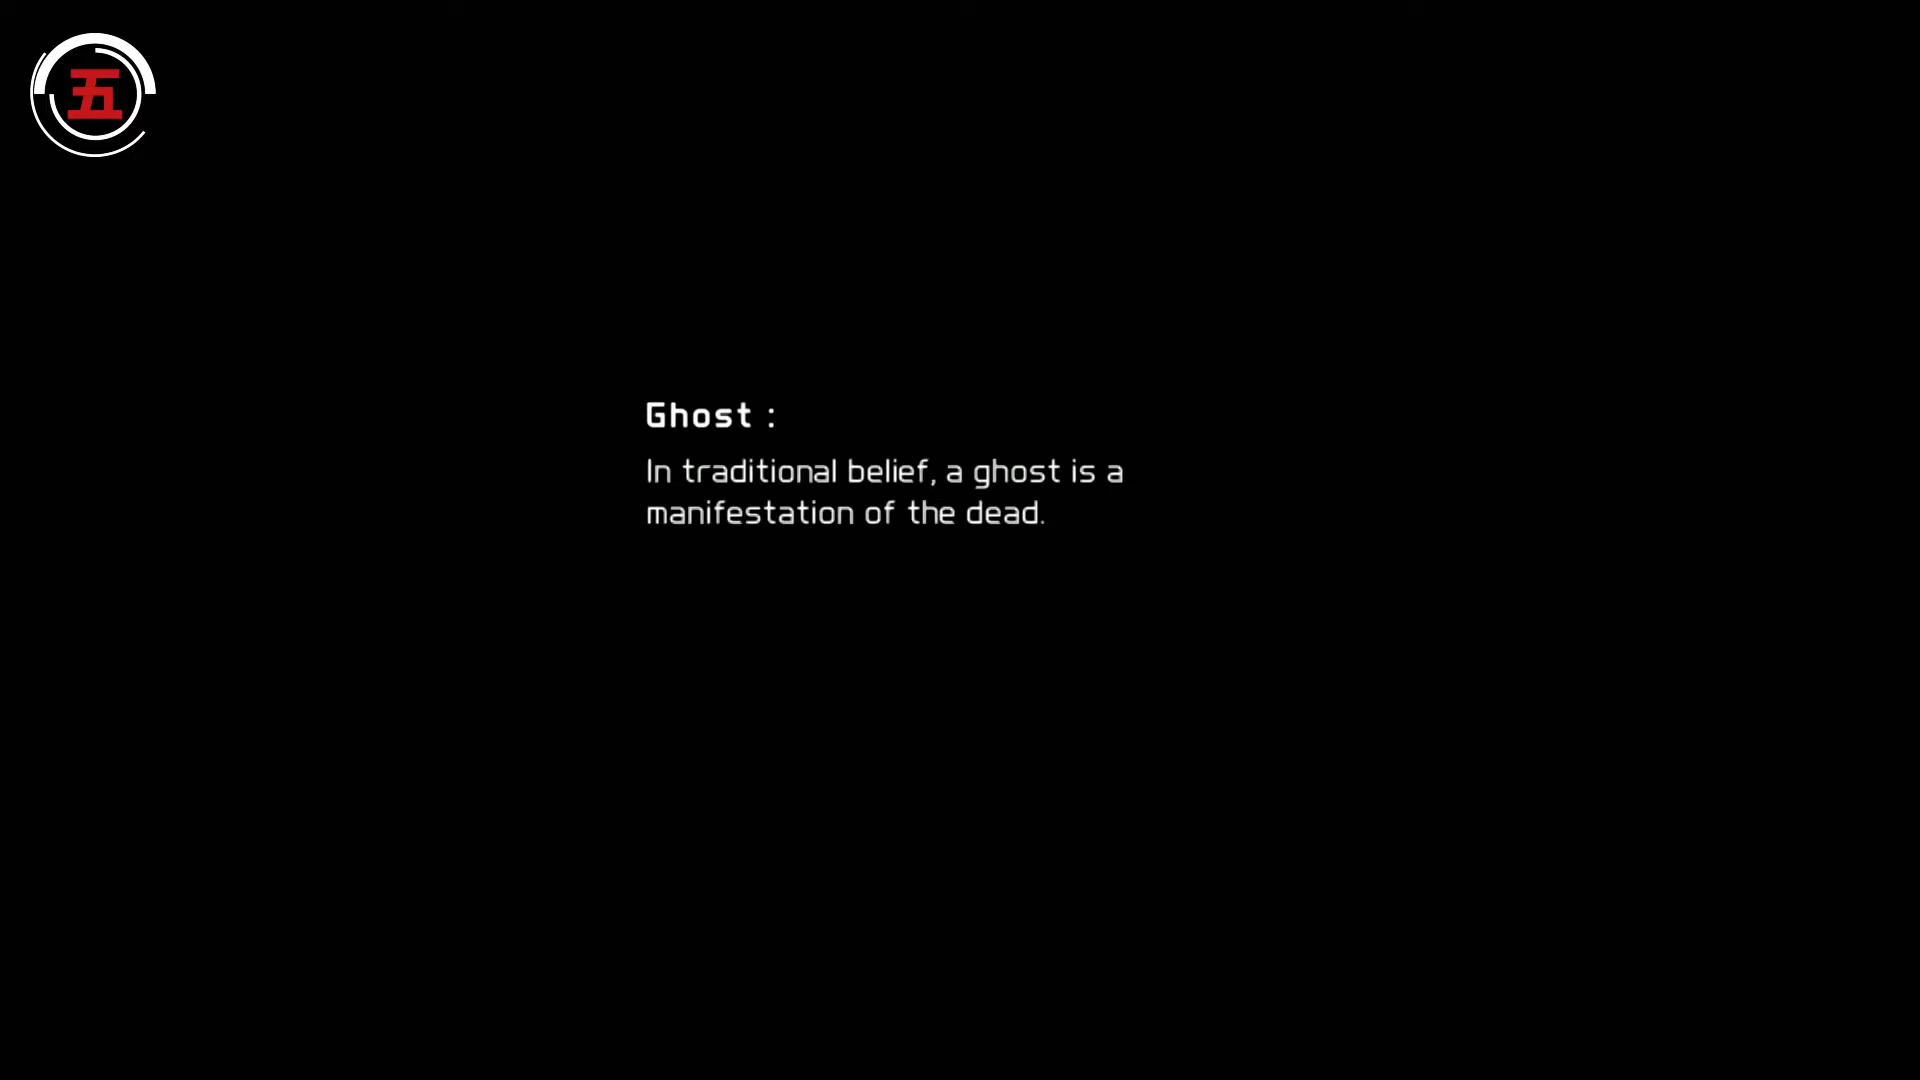 五
Ghost :
In traditional belief, a ghost is a
manifestation of the dead.